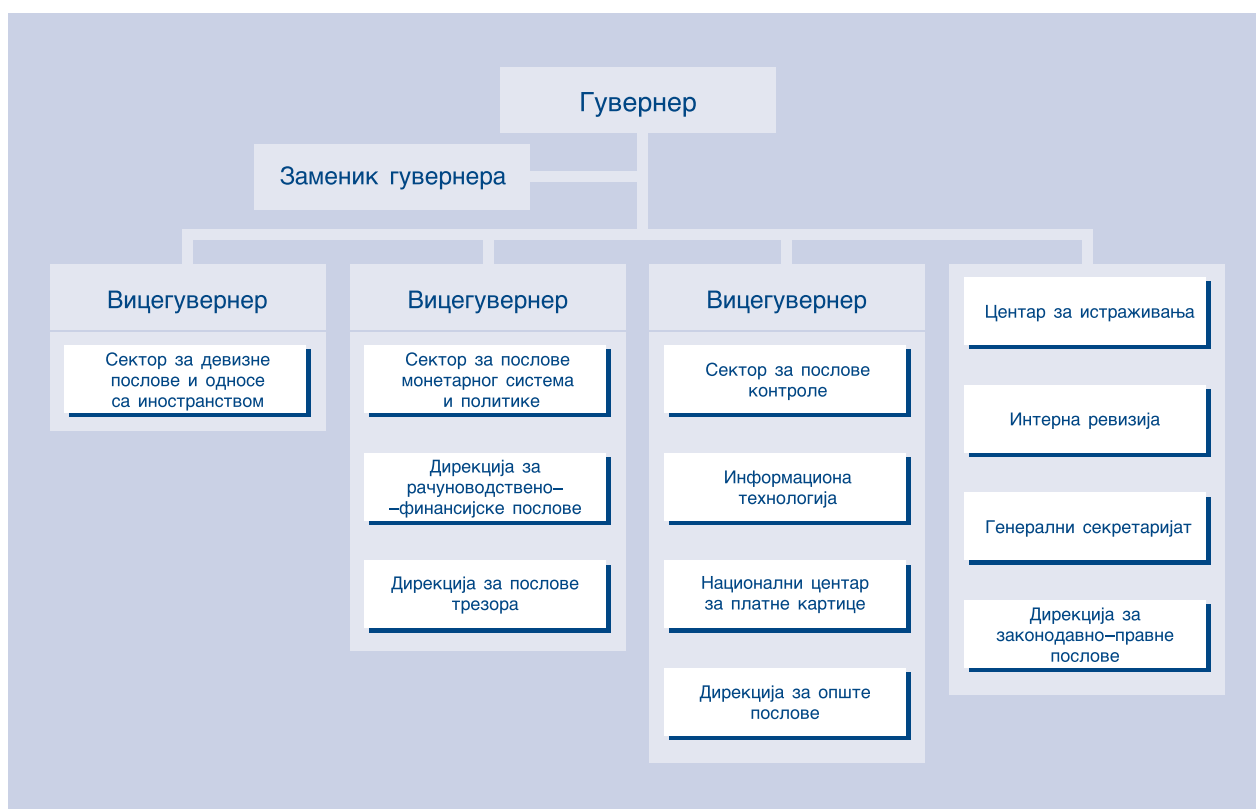 Гувернер
Заменик гувернера
Вицегувернер
Сектор за девизне
послове и односе
са иностранством
Вицегувернер
Сектор за послове
монетарног система
и политике
Дирекција за
рачуноводствено–
–финансијске послове
Дирекција за послове
трезора
Вицегувернер
Сектор за послове
контроле
Информациона
технологија
Национални центар
за платне картице
Дирекција за опште
послове
Центар за истраживања
Интерна ревизија
Генерални секретаријат
Дирекција за
законодавно–правне
послове